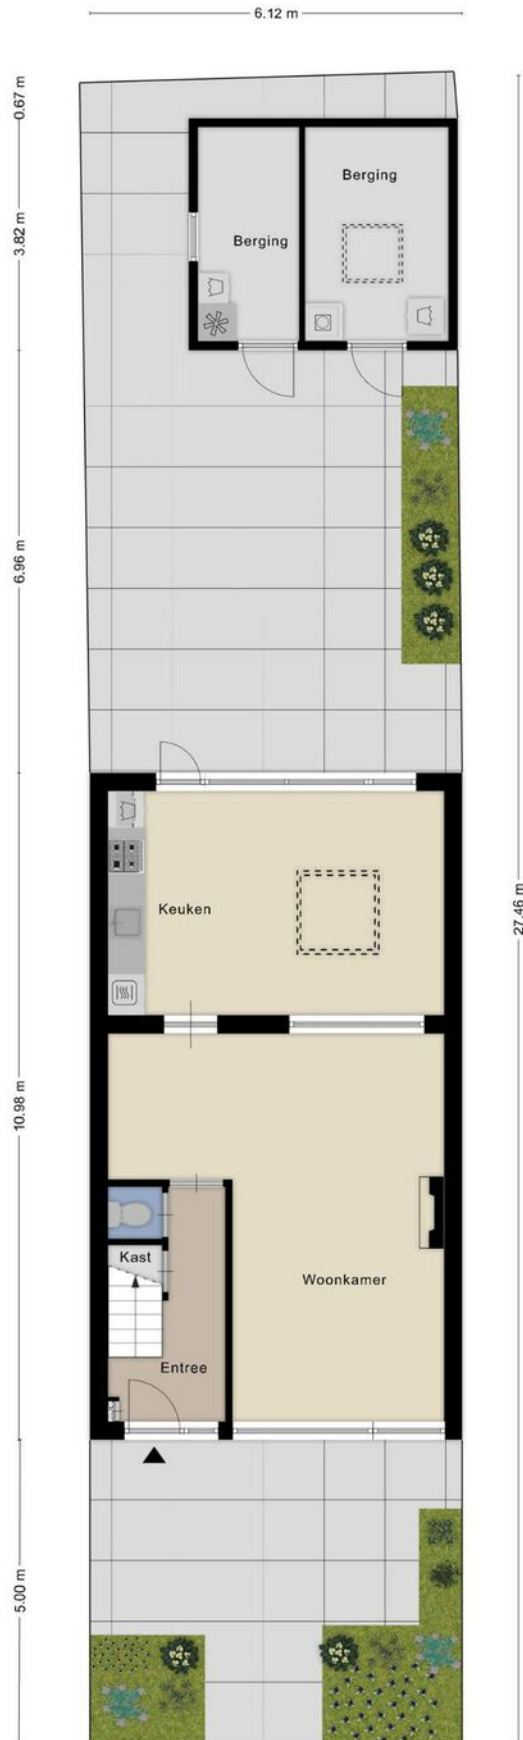 6.12 m
0.67 m
3.82 m
Berging
Berging
6.96 m
27.46 m
Keuken
10.98 m
Kast
Woonkamer
Entree
5.00 m